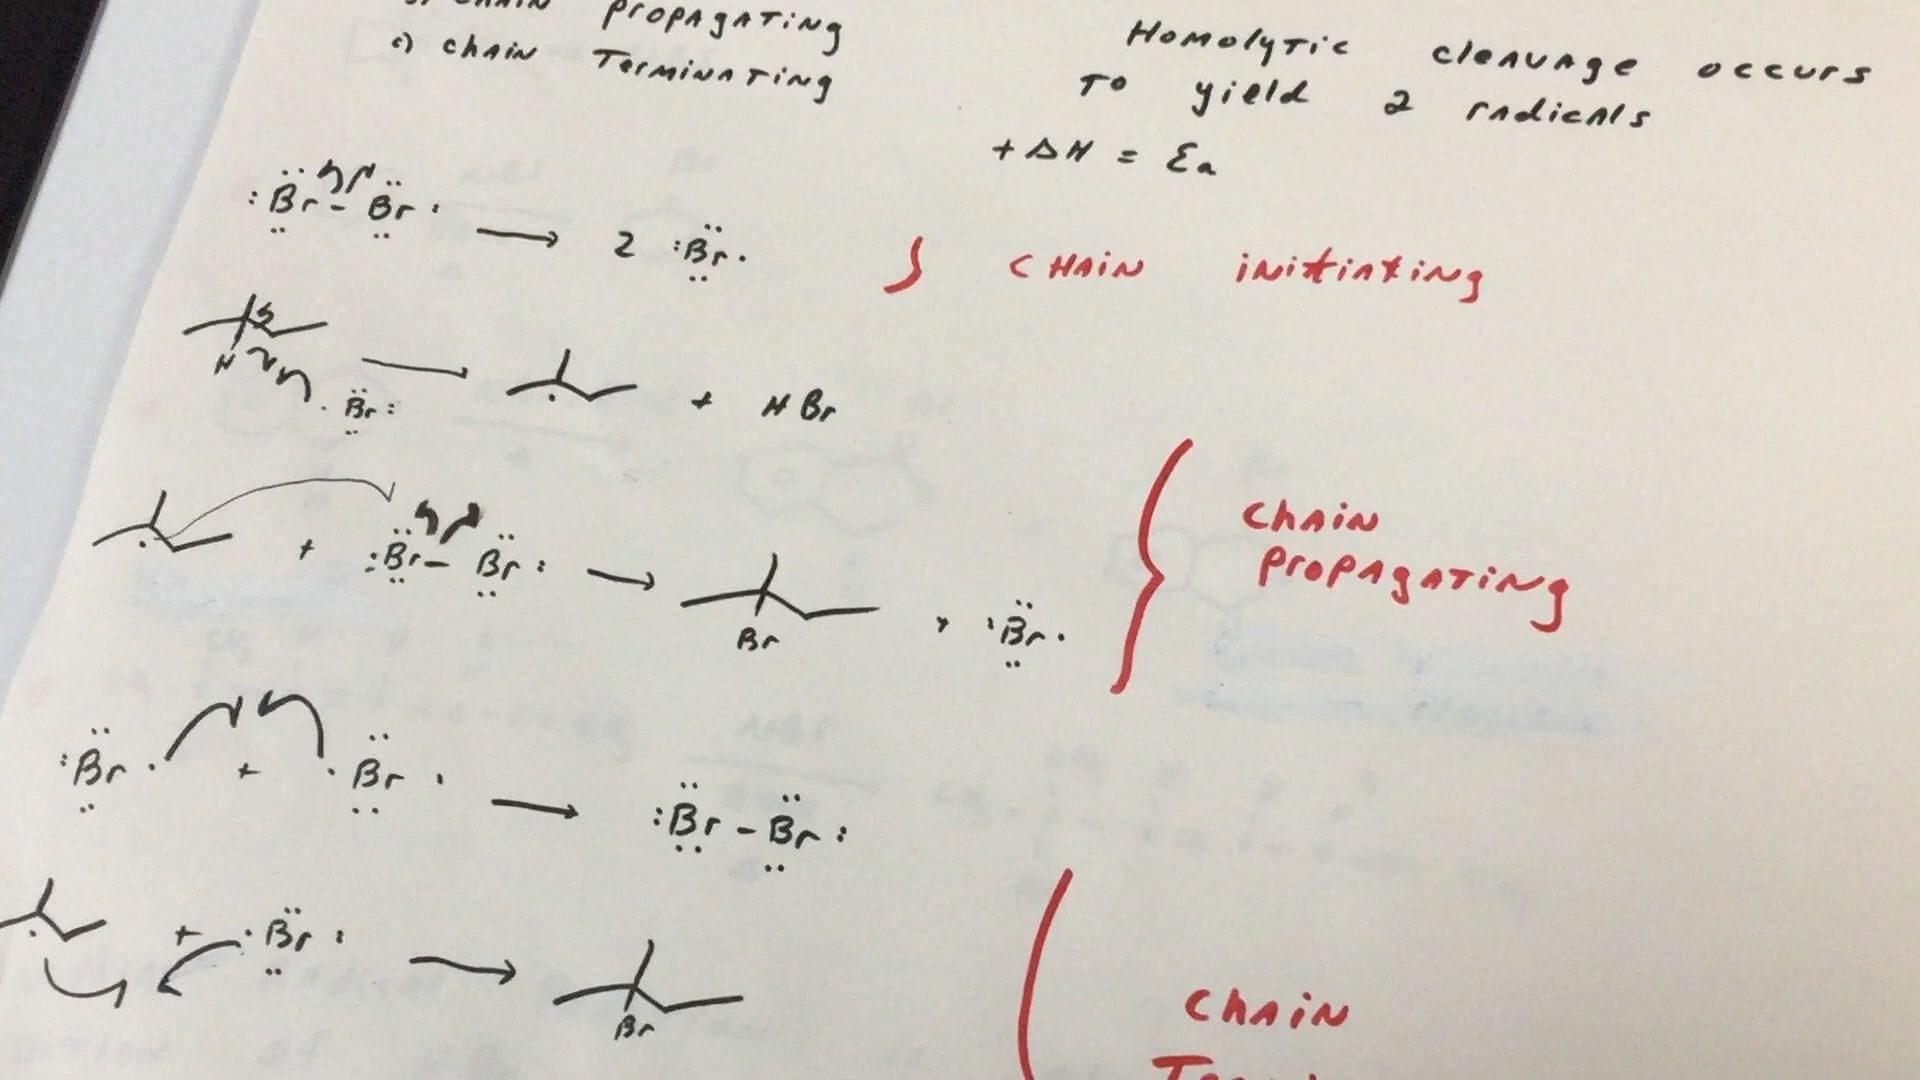 chain Propagating
c) chain Terminating
Homolytic cleavage occurs
To yield 2 radicals
+ΔH = Ea
:Br-Br: → 2 :Br·
} chain initiating
H
·Br: → · + HBr
· + :Br-Br: → Br + :Br·
} chain
propagating
:Br· + ·Br: → :Br-Br:
· + ·Br: → Br
chain